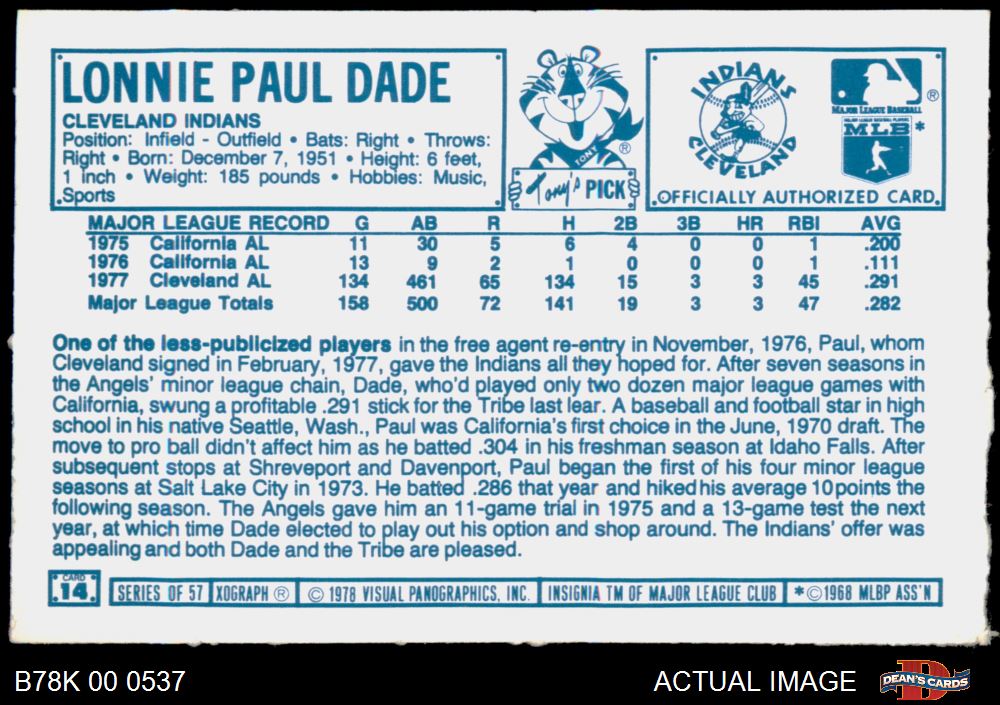 LONNIE PAUL DADE
CLEVELAND INDIANS
Position: Infield - Outfield • Bats: Right • Throws:
Right • Born: December 7, 1951 • Height: 6 feet,
1 inch • Weight: 185 pounds • Hobbies: Music,
Sports
TONY
®
Tony's PICK
INDIANS
CLEVELAND
®
MAJOR LEAGUE BASEBALL
MAJOR LEAGUE BASEBALL PLAYERS
MLB *
OFFICIALLY AUTHORIZED CARD.
MAJOR LEAGUE RECORD G AB R H 2B 3B HR RBI AVG
1975 California AL 11 30 5 6 4 0 0 1 .200
1976 California AL 13 9 2 1 0 0 0 1 .111
1977 Cleveland AL 134 461 65 134 15 3 3 45 .291
Major League Totals 158 500 72 141 19 3 3 47 .282
One of the less-publicized players in the free agent re-entry in November, 1976, Paul, whom
Cleveland signed in February, 1977, gave the Indians all they hoped for. After seven seasons in
the Angels' minor league chain, Dade, who'd played only two dozen major league games with
California, swung a profitable .291 stick for the Tribe last lear. A baseball and football star in high
school in his native Seattle, Wash., Paul was California's first choice in the June, 1970 draft. The
move to pro ball didn't affect him as he batted .304 in his freshman season at Idaho Falls. After
subsequent stops at Shreveport and Davenport, Paul began the first of his four minor league
seasons at Salt Lake City in 1973. He batted .286 that year and hiked his average 10 points the
following season. The Angels gave him an 11-game trial in 1975 and a 13-game test the next
year, at which time Dade elected to play out his option and shop around. The Indians' offer was
appealing and both Dade and the Tribe are pleased.
CARD
14
SERIES OF 57 XOGRAPH ® © 1978 VISUAL PANOGRAPHICS, INC. INSIGNIA TM OF MAJOR LEAGUE CLUB *©1968 MLBP ASS'N
B78K 00 0537 ACTUAL IMAGE DEAN'S CARDS